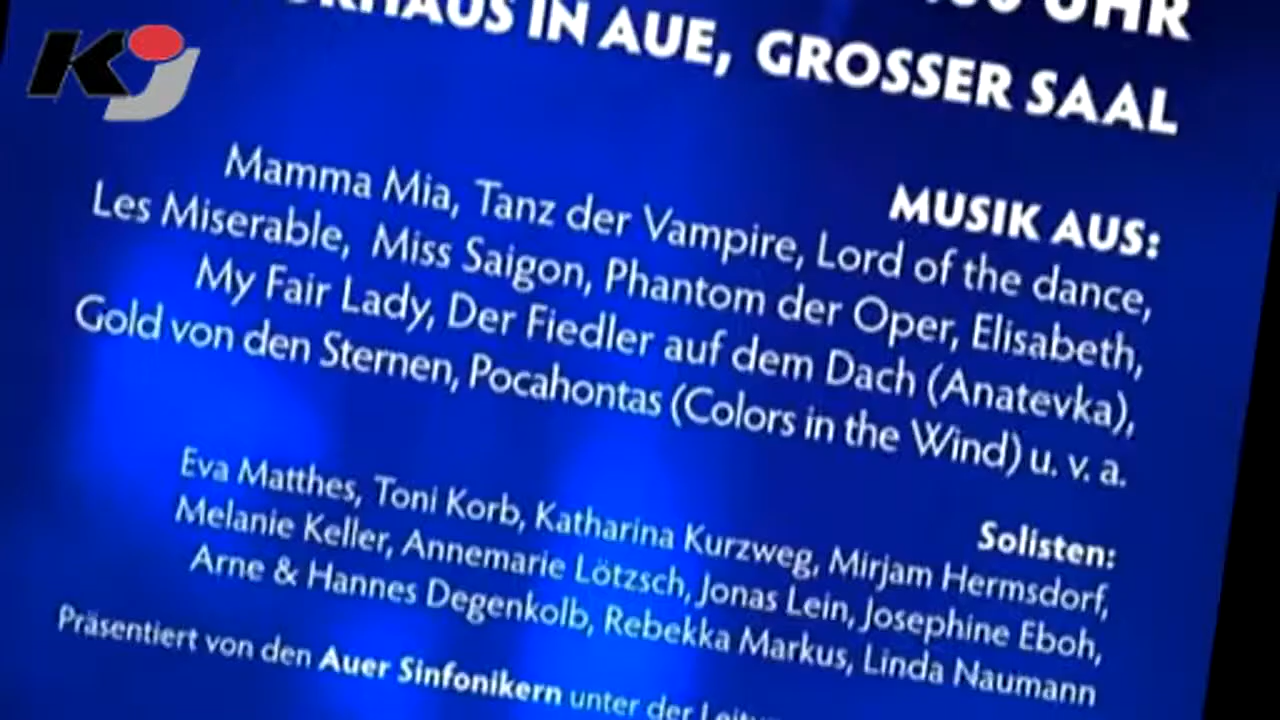 KJ
UHR
IN AUE, GROSSER SAAL
MUSIK AUS:
Mamma Mia, Tanz der Vampire, Lord of the dance,
Les Miserable, Miss Saigon, Phantom der Oper, Elisabeth,
My Fair Lady, Der Fiedler auf dem Dach (Anatevka),
Gold von den Sternen, Pocahontas (Colors in the Wind) u. v. a.
Solisten:
Eva Matthes, Toni Korb, Katharina Kurzweg, Mirjam Hermsdorf,
Melanie Keller, Annemarie Lötzsch, Jonas Lein, Josephine Eboh,
Arne & Hannes Degenkolb, Rebekka Markus, Linda Naumann
Präsentiert von den Auer Sinfonikern unter der